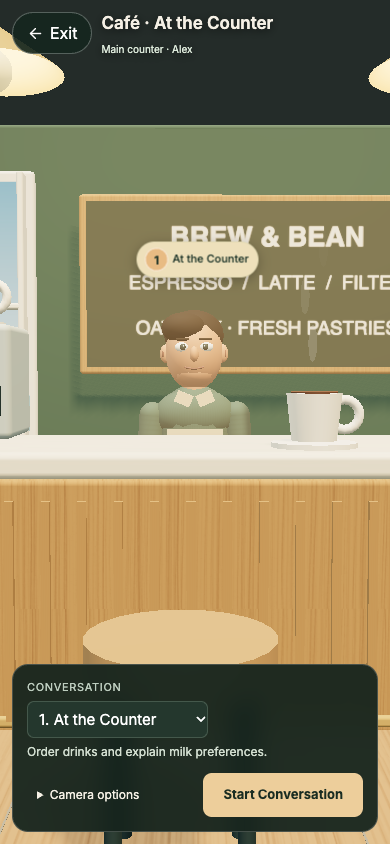 ← Exit
Café · At the Counter
Main counter · Alex
BREW & BEAN
1 At the Counter
ESPRESSO / LATTE / FILTE
OA · FRESH PASTRIES
CONVERSATION
1. At the Counter
Order drinks and explain milk preferences.
▶ Camera options
Start Conversation